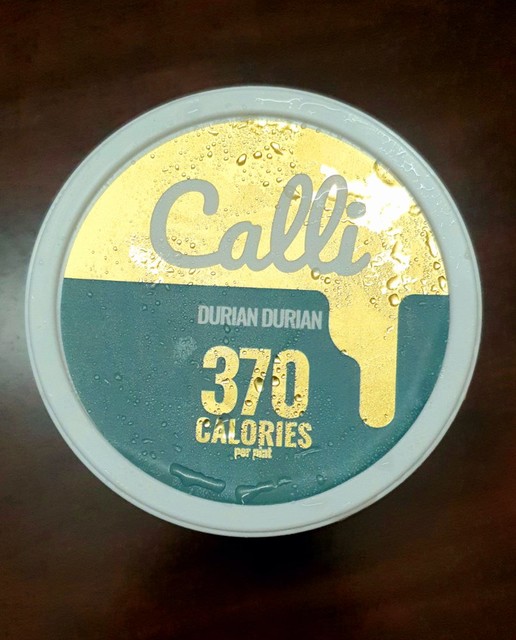 Calli
DURIAN DURIAN
370
CALORIES
per pint